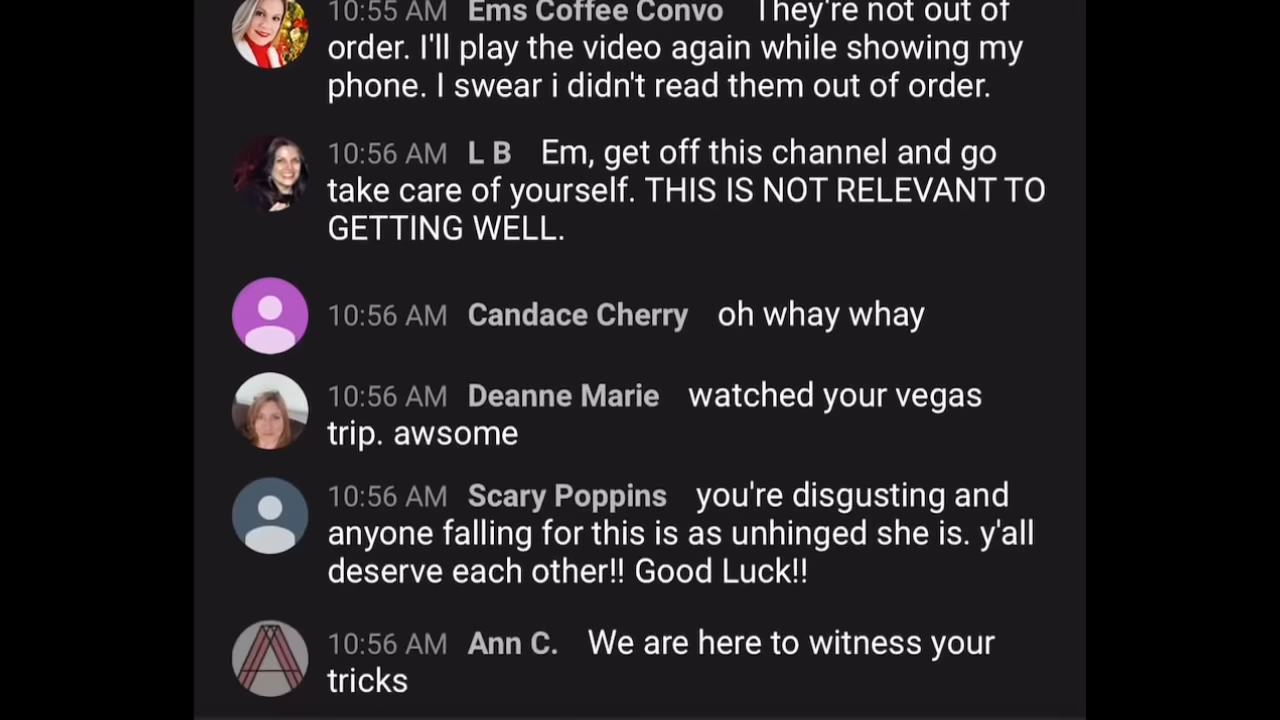 10:55 AM Ems Coffee Convo They're not out of
order. I'll play the video again while showing my
phone. I swear i didn't read them out of order.
10:56 AM L B Em, get off this channel and go
take care of yourself. THIS IS NOT RELEVANT TO
GETTING WELL.
10:56 AM Candace Cherry oh whay whay
10:56 AM Deanne Marie watched your vegas
trip. awsome
10:56 AM Scary Poppins you're disgusting and
anyone falling for this is as unhinged she is. y'all
deserve each other!! Good Luck!!
10:56 AM Ann C. We are here to witness your
tricks